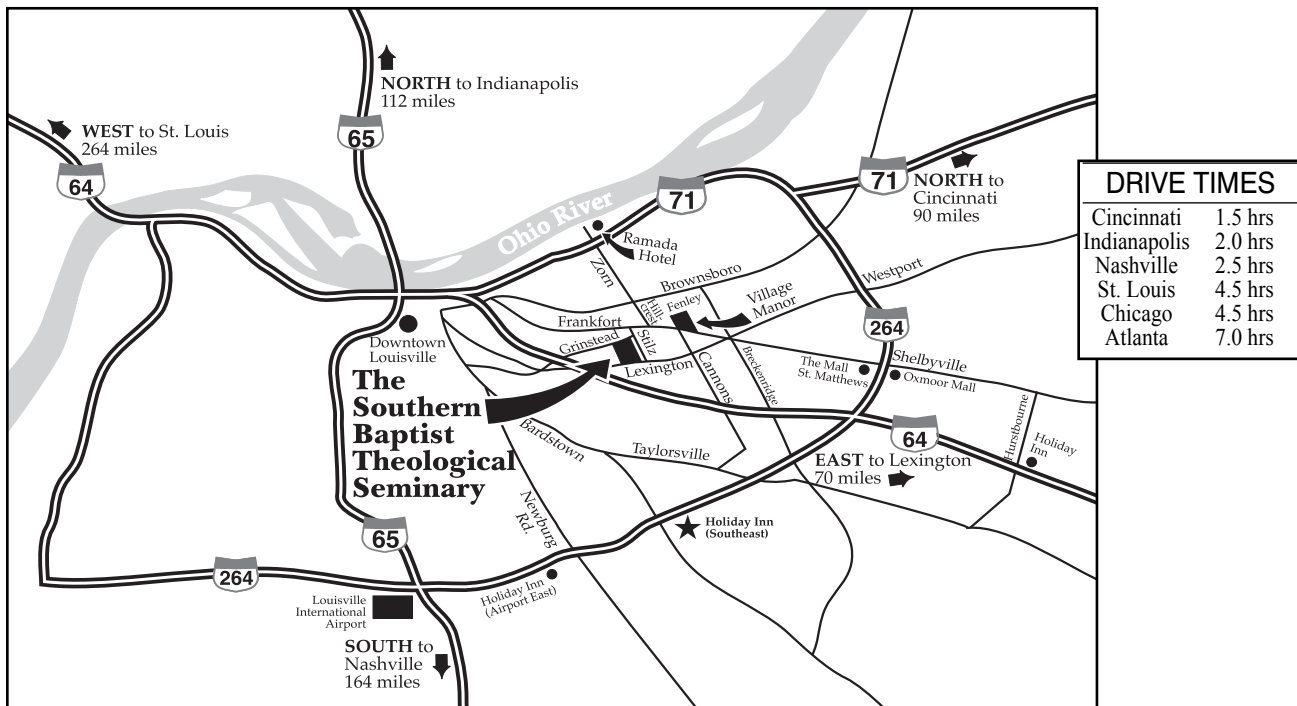 NORTH to Indianapolis
112 miles
WEST to St. Louis
264 miles
65
64
71
71
NORTH to
Cincinnati
90 miles
Ohio River
Ramada
Hotel
Zorn
Brownsboro
Westport
Hill-
crest
Fenley
Village
Manor
Frankfort
Grinstead
Stilz
Lexington
Cannons
Breckenridge
264
Shelbyville
The Mall
St. Matthews
Oxmoor Mall
Downtown
Louisville
The
Southern
Baptist
Theological
Seminary
Bardstown
Taylorsville
64
Hurstbourne
Holiday
Inn
EAST to Lexington
70 miles
Newburg
Rd.
Holiday Inn
(Southeast)
65
264
Holiday Inn
(Airport East)
Louisville
International
Airport
SOUTH to
Nashville
164 miles
DRIVE TIMES
Cincinnati 1.5 hrs
Indianapolis 2.0 hrs
Nashville 2.5 hrs
St. Louis 4.5 hrs
Chicago 4.5 hrs
Atlanta 7.0 hrs